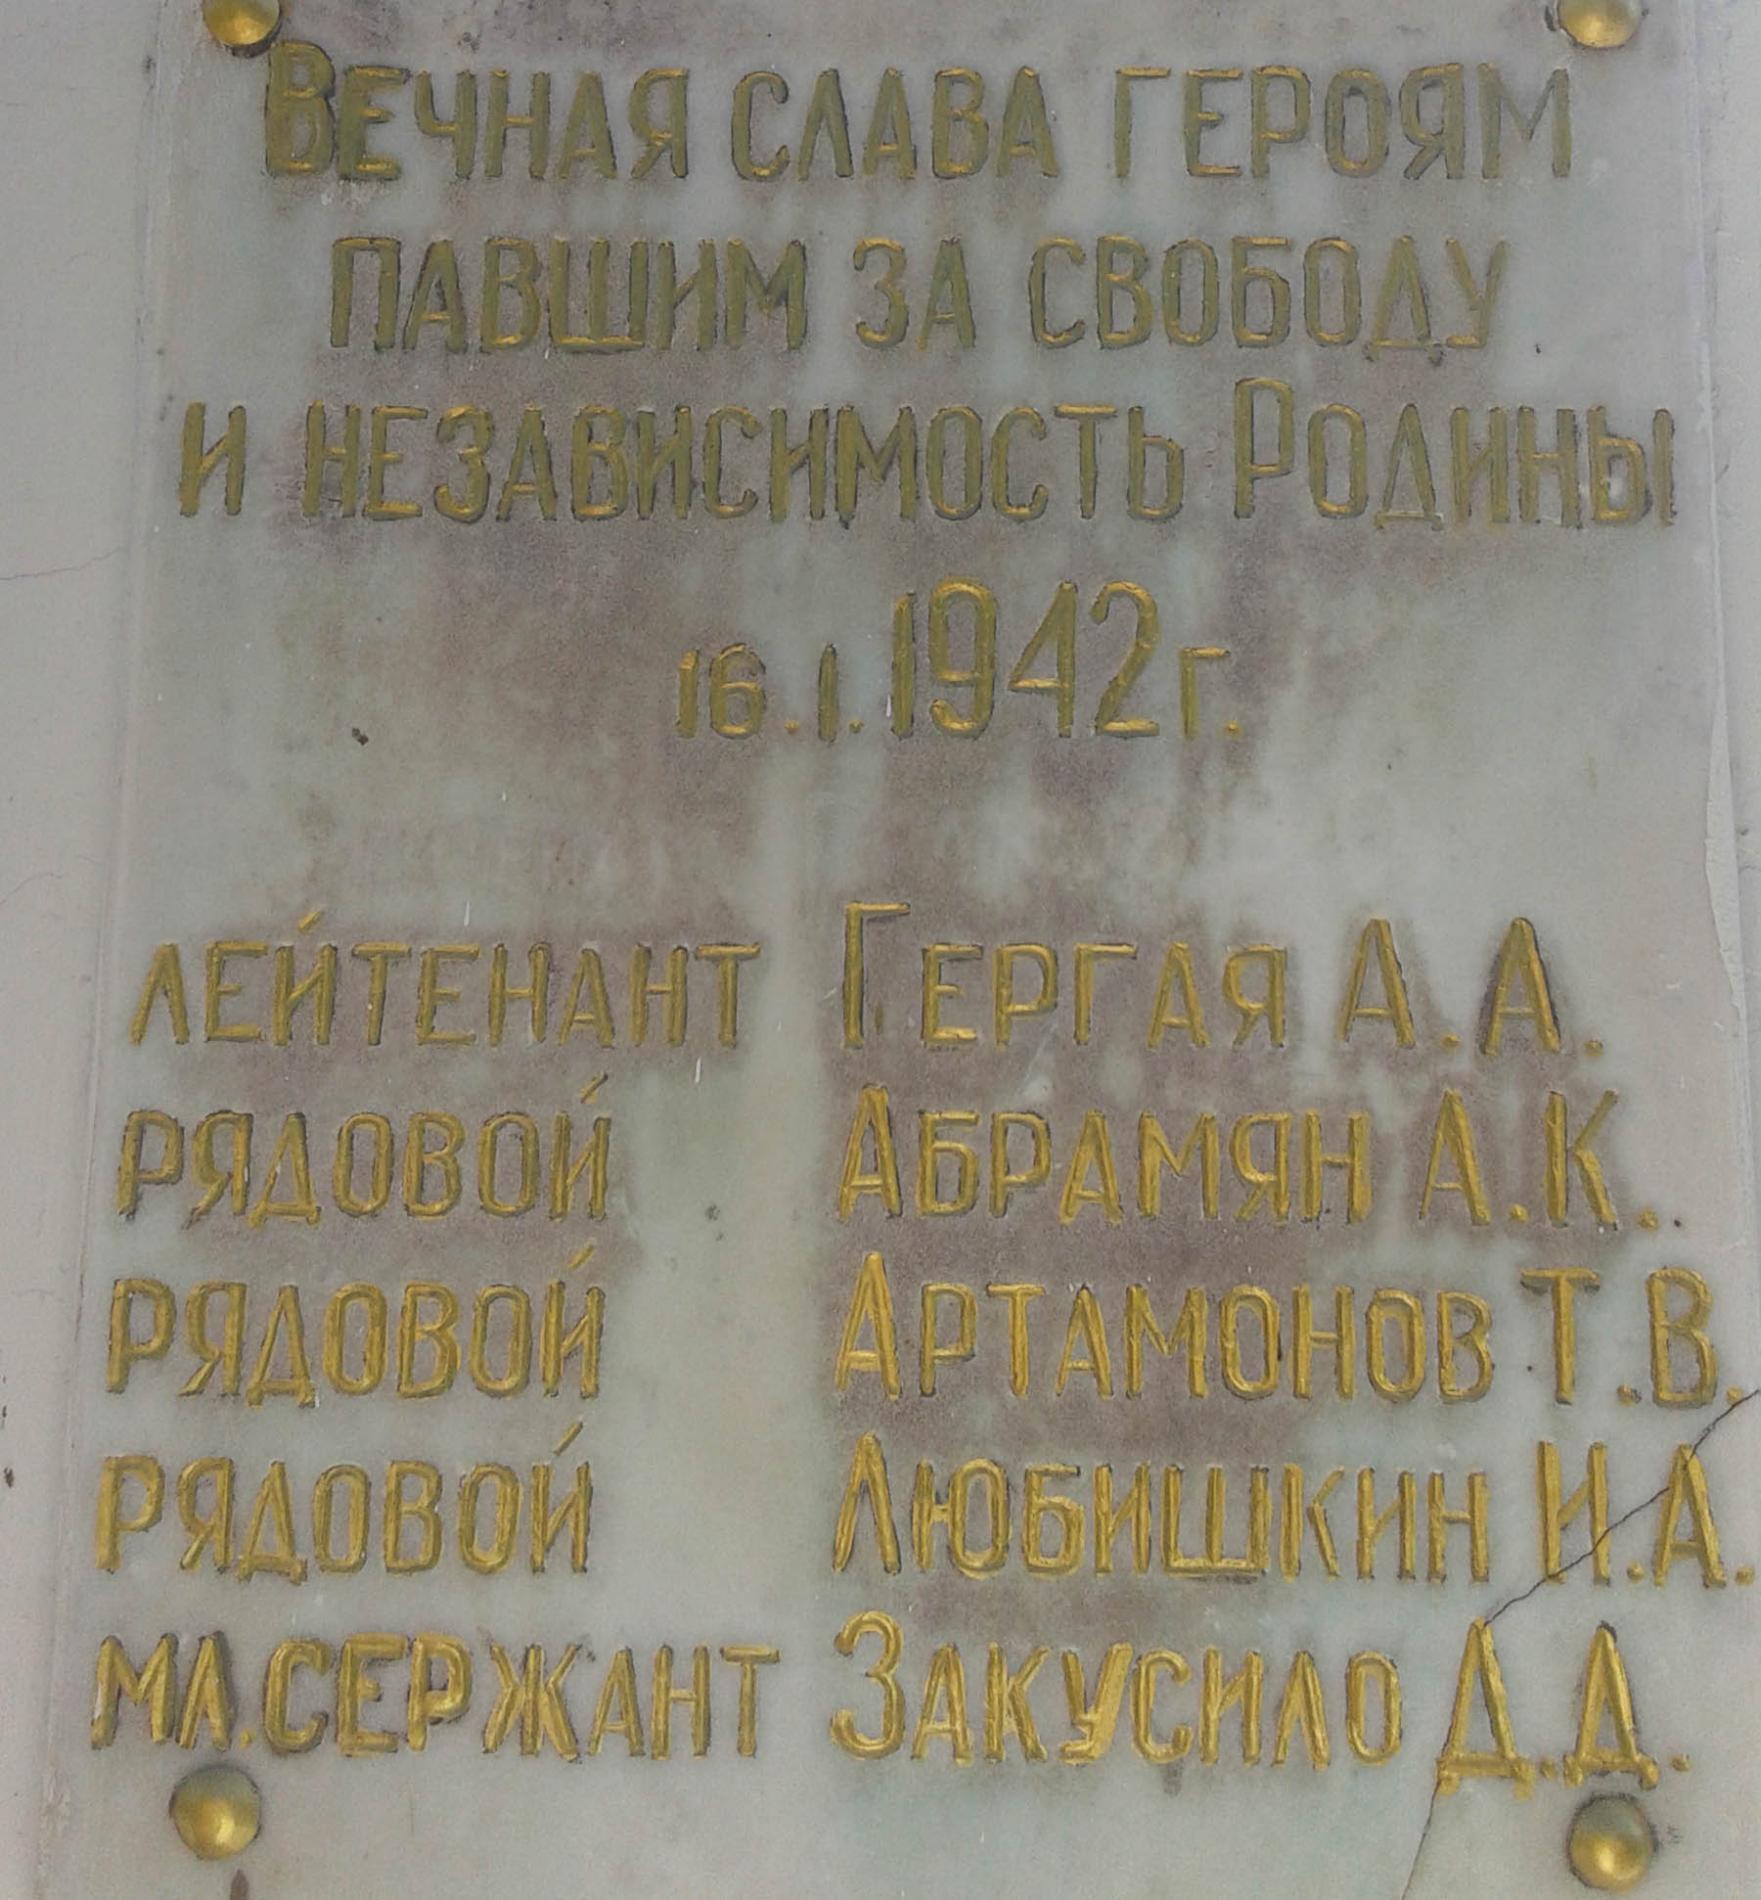 Вечная слава героям
павшим за свободу
и независимость Родины
16.I.1942г.
лейтенант Гергая А.А.
рядовой Абрамян А.К.
рядовой Артамонов Т.В.
рядовой Любишкин И.А.
мл.сержант Закусило Д.Д.